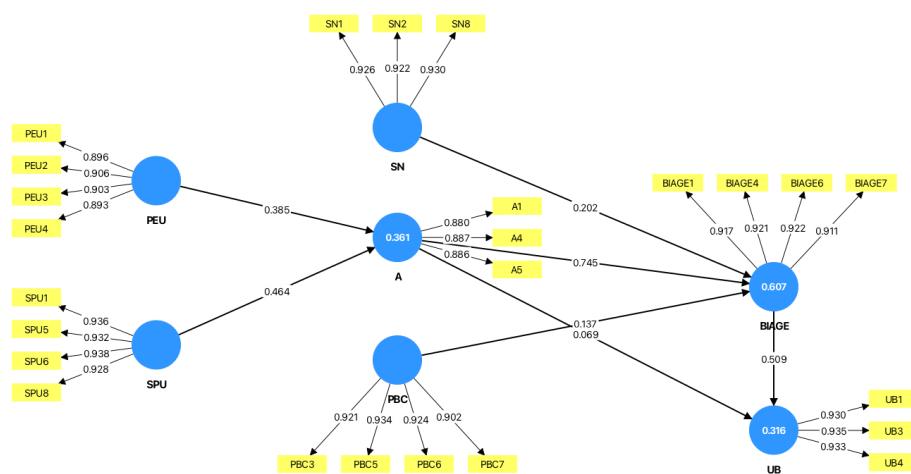 SN1 SN2 SN8
0.926 0.922 0.930
SN
PEU1
PEU2
PEU3
PEU4
0.896
0.906
0.903
0.893
PEU
0.385
0.202
BIAGE1 BIAGE4 BIAGE6 BIAGE7
0.917 0.921 0.922 0.911
0.607
BIAGE
A1
A4
A5
0.880
0.887
0.886
0.361
A
0.745
0.464
SPU1
SPU5
SPU6
SPU8
0.936
0.932
0.938
0.928
SPU
0.137
0.069
0.509
PBC
0.921 0.934 0.924 0.902
PBC3 PBC5 PBC6 PBC7
0.316
UB
0.930
0.935
0.933
UB1
UB3
UB4